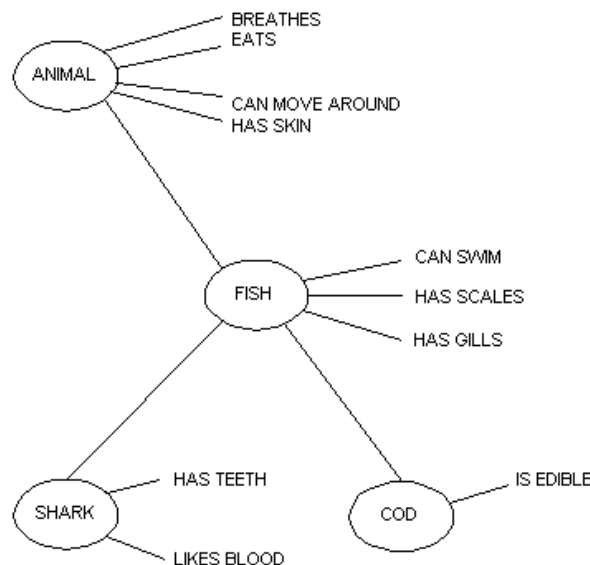 BREATHES
EATS
ANIMAL
CAN MOVE AROUND
HAS SKIN
CAN SWIM
FISH
HAS SCALES
HAS GILLS
HAS TEETH
IS EDIBLE
SHARK
COD
LIKES BLOOD